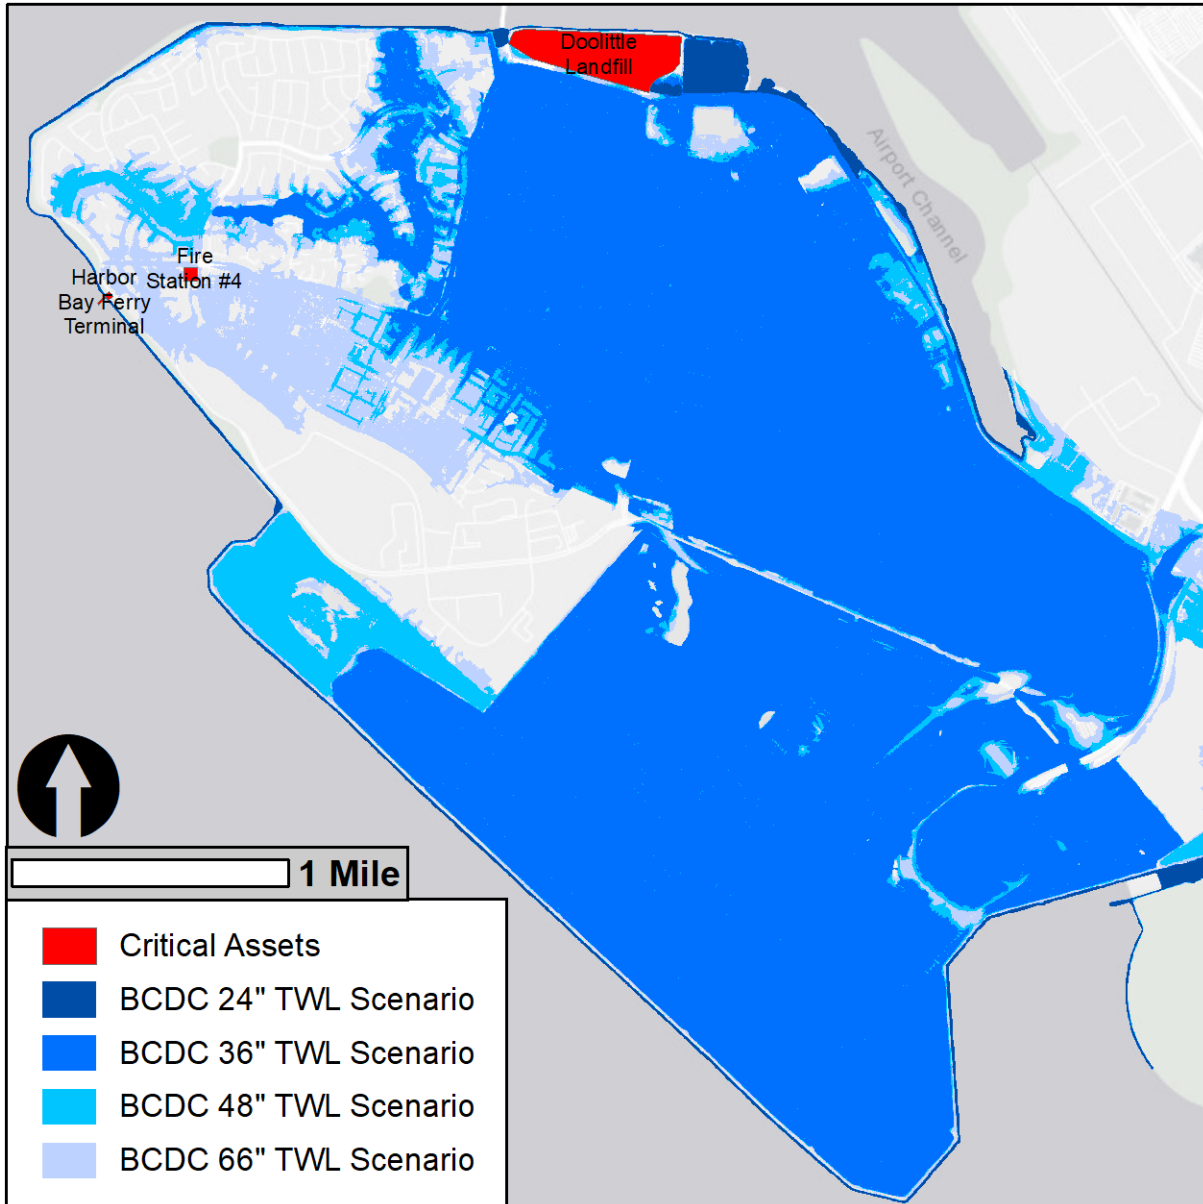 Doolittle
Landfill
Airport Channel
Fire
Station #4
Harbor
Bay Ferry
Terminal
1 Mile
Critical Assets
BCDC 24" TWL Scenario
BCDC 36" TWL Scenario
BCDC 48" TWL Scenario
BCDC 66" TWL Scenario